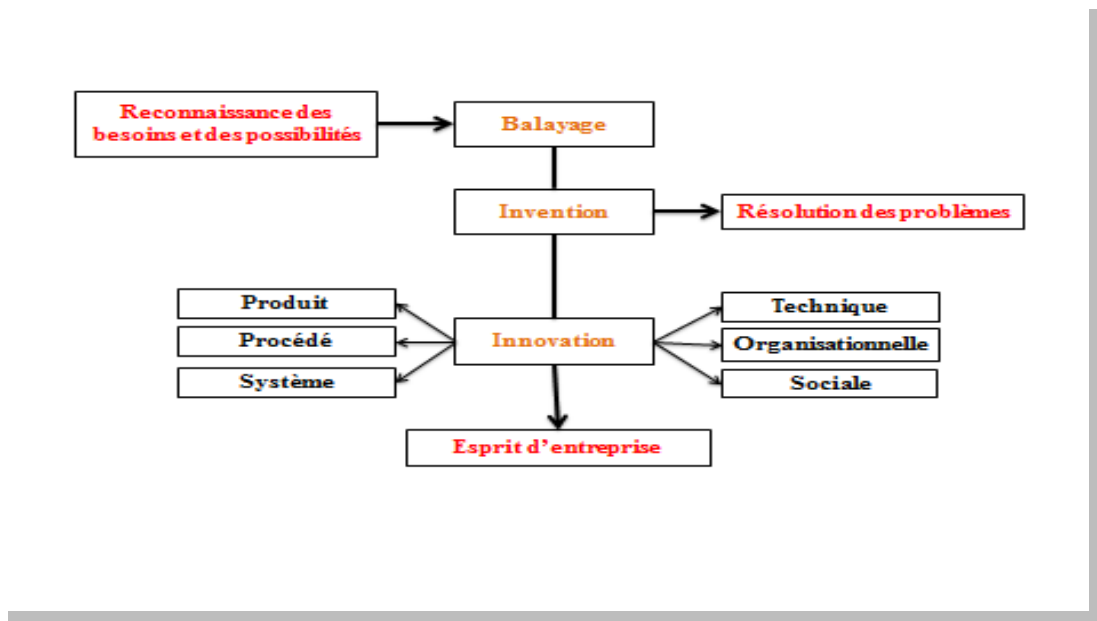 Reconnaissance des
besoins et des possibilités
Balayage
Invention
Résolution des problèmes
Produit
Procédé
Système
Innovation
Technique
Organisationnelle
Sociale
Esprit d’entreprise